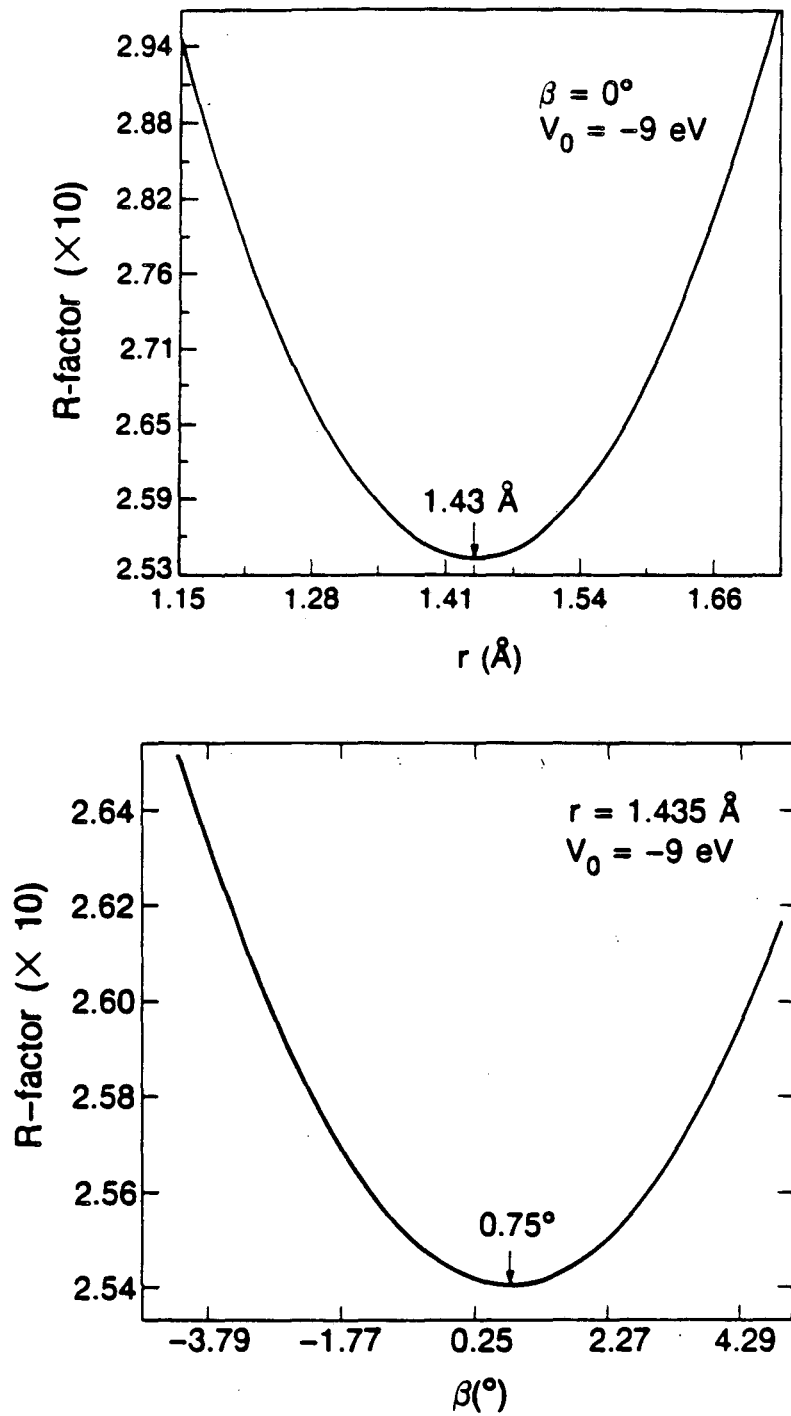 2.94
2.88
2.82
2.76
2.71
2.65
2.59
2.53
R-factor (×10)
β = 0°
V₀ = −9 eV
1.43 Å
1.15 1.28 1.41 1.54 1.66
r (Å)
2.64
2.62
2.60
2.58
2.56
2.54
R−factor (× 10)
r = 1.435 Å
V₀ = −9 eV
0.75°
−3.79 −1.77 0.25 2.27 4.29
β(°)